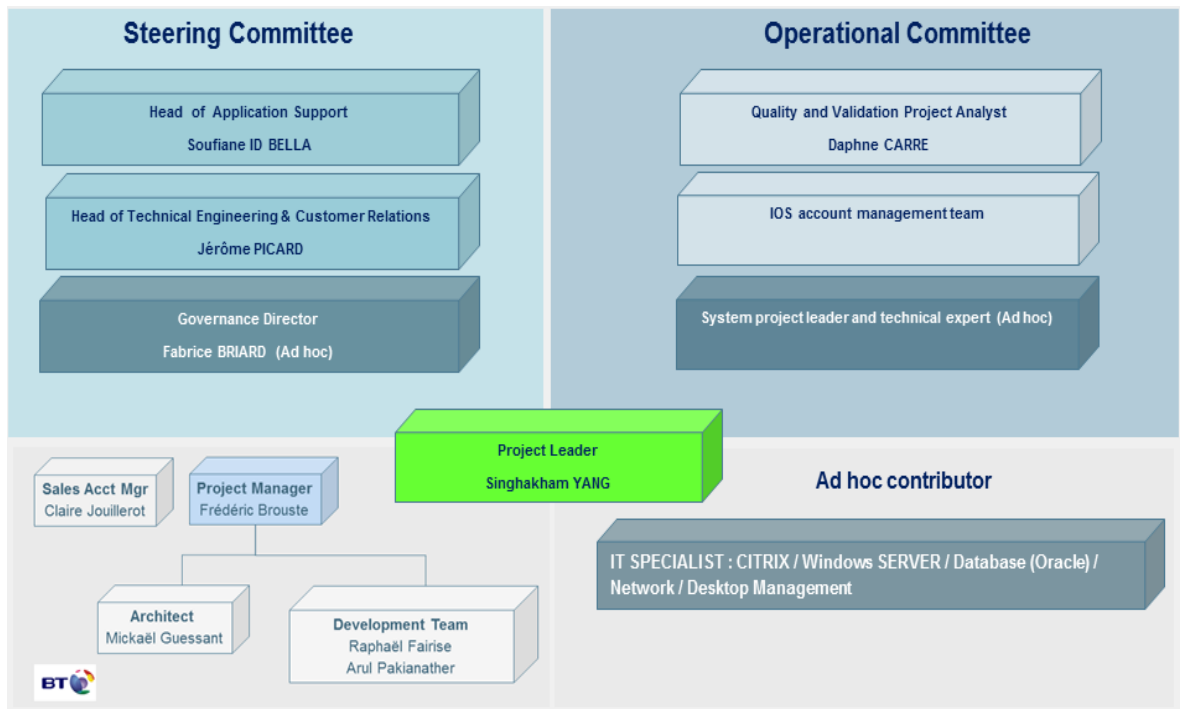 Steering Committee
Head of Application Support
Soufiane ID BELLA
Head of Technical Engineering & Customer Relations
Jérôme PICARD
Governance Director
Fabrice BRIARD (Ad hoc)
Operational Committee
Quality and Validation Project Analyst
Daphne CARRE
IOS account management team
System project leader and technical expert (Ad hoc)
Project Leader
Singhakham YANG
Sales Acct Mgr
Claire Jouillerot
Project Manager
Frédéric Brouste
Architect
Mickaël Guessant
Development Team
Raphaël Fairise
Arul Pakianather
BT
Ad hoc contributor
IT SPECIALIST : CITRIX / Windows SERVER / Database (Oracle) /
Network / Desktop Management